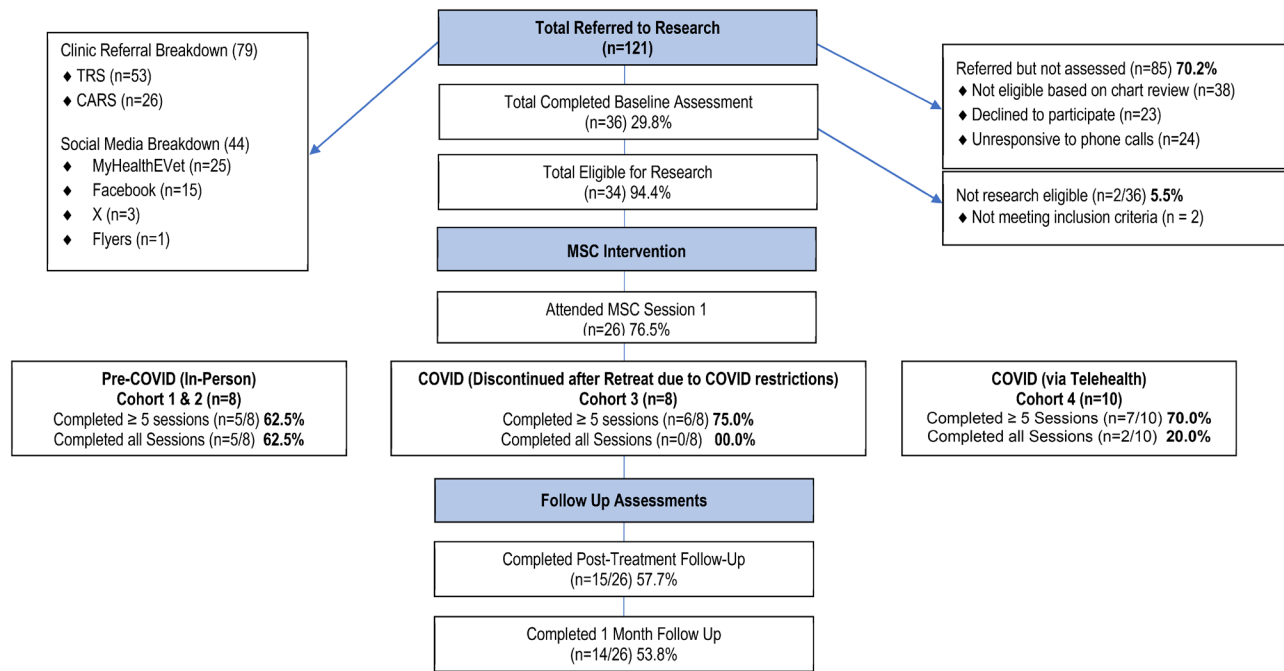 Total Referred to Research
(n=121)
Clinic Referral Breakdown (79)
♦ TRS (n=53)
♦ CARS (n=26)
Social Media Breakdown (44)
♦ MyHealthEVet (n=25)
♦ Facebook (n=15)
♦ X (n=3)
♦ Flyers (n=1)
Referred but not assessed (n=85) 70.2%
♦ Not eligible based on chart review (n=38)
♦ Declined to participate (n=23)
♦ Unresponsive to phone calls (n=24)
Total Completed Baseline Assessment
(n=36) 29.8%
Total Eligible for Research
(n=34) 94.4%
Not research eligible (n=2/36) 5.5%
♦ Not meeting inclusion criteria (n = 2)
MSC Intervention
Attended MSC Session 1
(n=26) 76.5%
Pre-COVID (In-Person)
Cohort 1 & 2 (n=8)
Completed ≥ 5 sessions (n=5/8) 62.5%
Completed all Sessions (n=5/8) 62.5%
COVID (Discontinued after Retreat due to COVID restrictions)
Cohort 3 (n=8)
Completed ≥ 5 sessions (n=6/8) 75.0%
Completed all Sessions (n=0/8) 00.0%
COVID (via Telehealth)
Cohort 4 (n=10)
Completed ≥ 5 Sessions (n=7/10) 70.0%
Completed all Sessions (n=2/10) 20.0%
Follow Up Assessments
Completed Post-Treatment Follow-Up
(n=15/26) 57.7%
Completed 1 Month Follow Up
(n=14/26) 53.8%